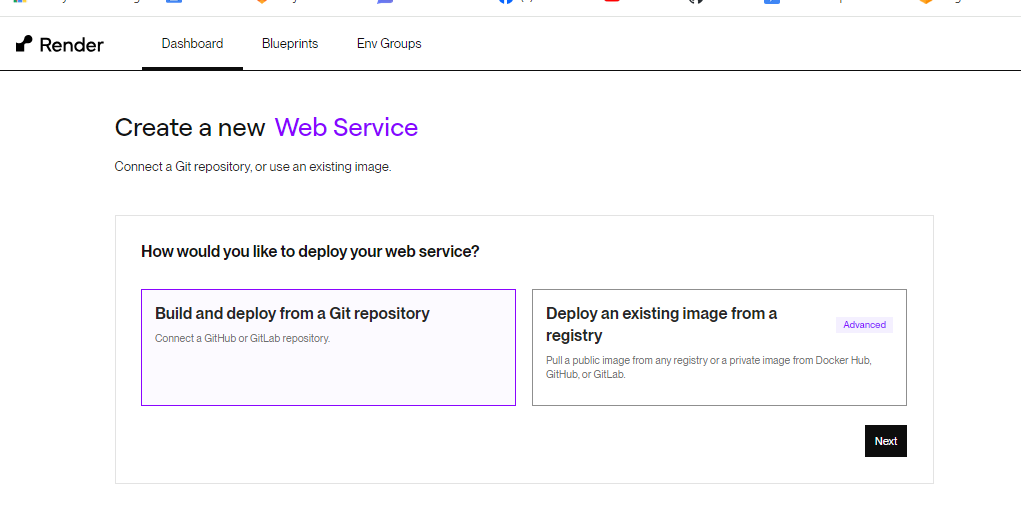 Render
Dashboard
Blueprints
Env Groups
Create a new Web Service
Connect a Git repository, or use an existing image.
How would you like to deploy your web service?
Build and deploy from a Git repository
Connect a GitHub or GitLab repository.
Deploy an existing image from a
registry
Advanced
Pull a public image from any registry or a private image from Docker Hub,
GitHub, or GitLab.
Next